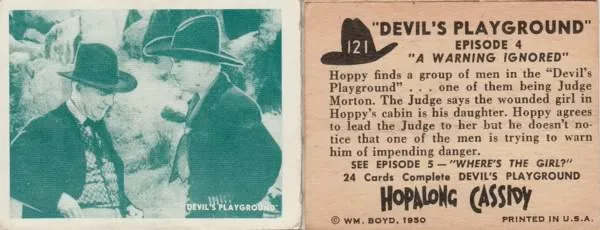 "DEVIL'S PLAYGROUND"
121
"DEVIL'S PLAYGROUND"
EPISODE 4
"A WARNING IGNORED"
Hoppy finds a group of men in the "Devil's
Playground" . . . one of them being Judge
Morton. The Judge says the wounded girl in
Hoppy's cabin is his daughter. Hoppy agrees
to lead the Judge to her but he doesn't no-
tice that one of the men is trying to warn
him of impending danger.
SEE EPISODE 5—"WHERE'S THE GIRL?"
24 Cards Complete DEVIL'S PLAYGROUND
HOPALONG CASSIDY
© WM. BOYD, 1950
PRINTED IN U.S.A.